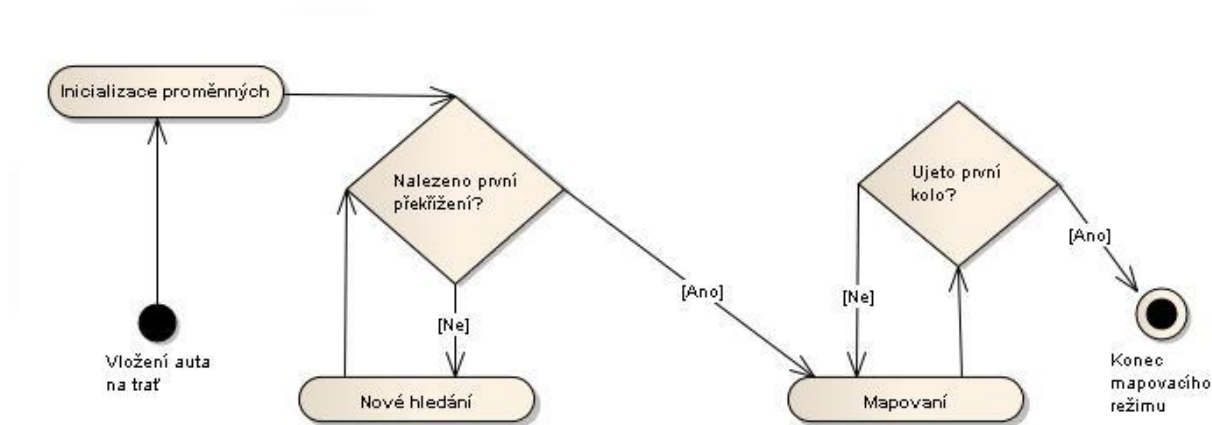 Inicializace proměnných
Nalezeno první
překřížení?
Ujeto první
kolo?
[Ano]
[Ano]
[Ne]
[Ne]
Vložení auta
na trať
Nové hledání
Mapovaní
Konec
mapovacího
režimu